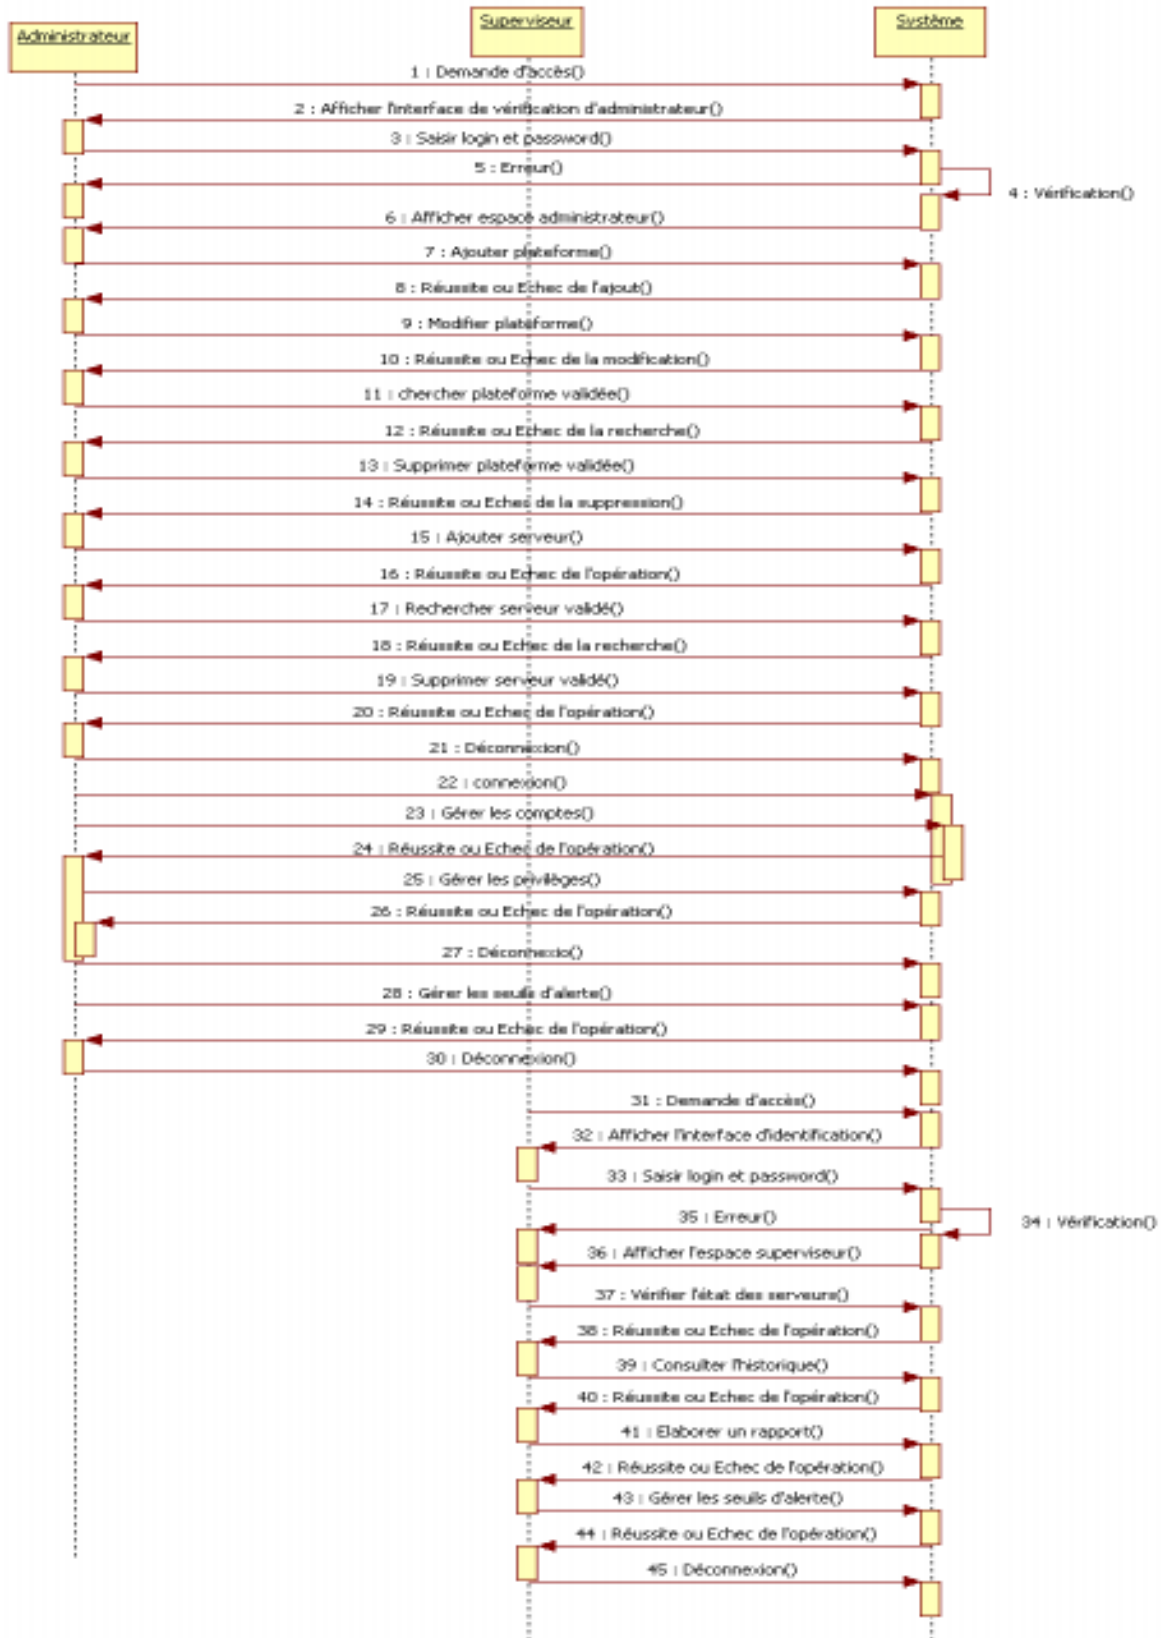 Administrateur
Superviseur
Système
1 : Demande d'accès()
2 : Afficher l'interface de vérification d'administrateur()
3 : Saisir login et password()
5 : Erreur()
4 : Vérification()
6 : Afficher espace administrateur()
7 : Ajouter plateforme()
8 : Réussite ou Echec de l'ajout()
9 : Modifier plateforme()
10 : Réussite ou Echec de la modification()
11 : chercher plateforme validée()
12 : Réussite ou Echec de la recherche()
13 : Supprimer plateforme validée()
14 : Réussite ou Echec de la suppression()
15 : Ajouter serveur()
16 : Réussite ou Echec de l'opération()
17 : Rechercher serveur validé()
18 : Réussite ou Echec de la recherche()
19 : Supprimer serveur validé()
20 : Réussite ou Echec de l'opération()
21 : Déconnexion()
22 : connexion()
23 : Gérer les comptes()
24 : Réussite ou Echec de l'opération()
25 : Gérer les privilèges()
26 : Réussite ou Echec de l'opération()
27 : Déconnexio()
28 : Gérer les seuils d'alerte()
29 : Réussite ou Echec de l'opération()
30 : Déconnexion()
31 : Demande d'accès()
32 : Afficher l'interface d'identification()
33 : Saisir login et password()
35 : Erreur()
34 : Vérification()
36 : Afficher l'espace superviseur()
37 : Vérifier l'état des serveurs()
38 : Réussite ou Echec de l'opération()
39 : Consulter l'historique()
40 : Réussite ou Echec de l'opération()
41 : Elaborer un rapport()
42 : Réussite ou Echec de l'opération()
43 : Gérer les seuils d'alerte()
44 : Réussite ou Echec de l'opération()
45 : Déconnexion()